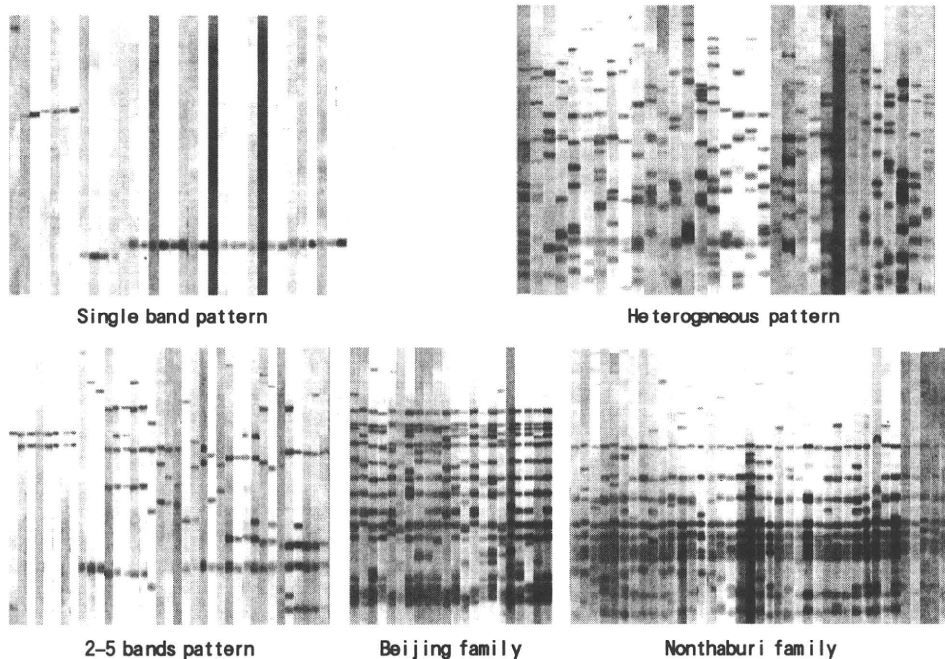 Single band pattern
Heterogeneous pattern
2–5 bands pattern
Beijing family
Nonthaburi family